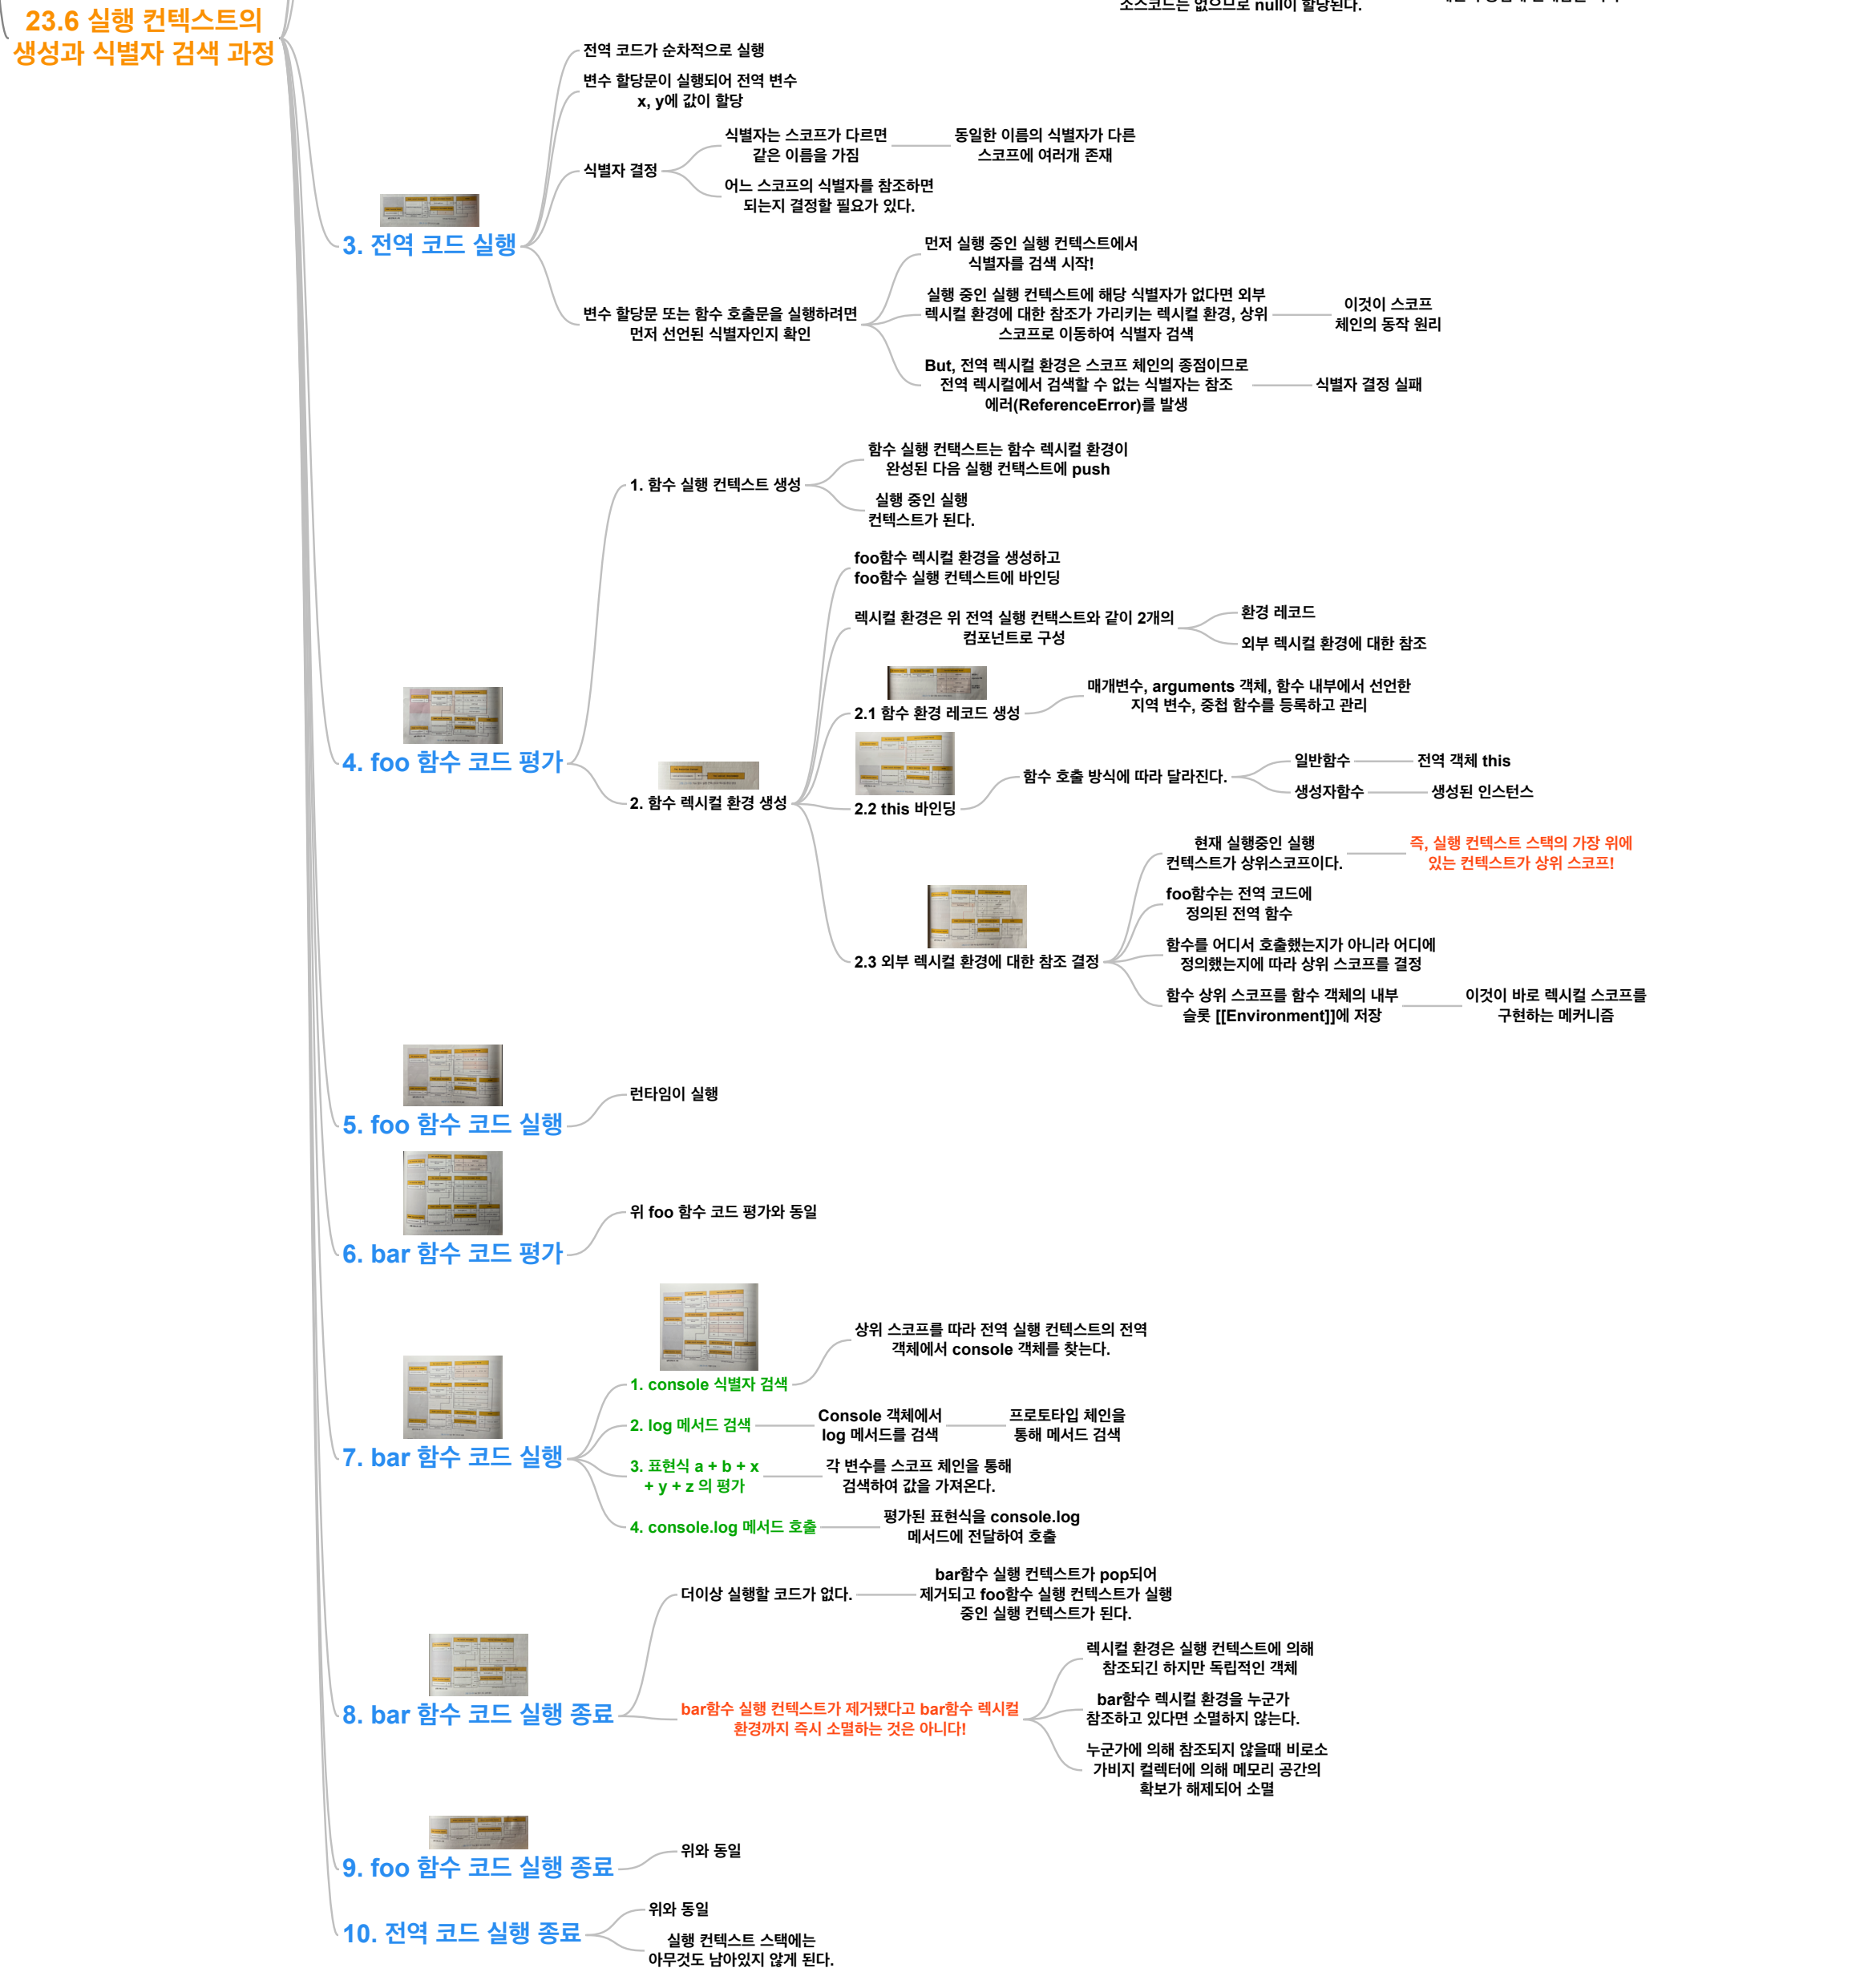 소스코드는 없으므로 null이 할당된다.
23.6 실행 컨텍스트의
생성과 식별자 검색 과정
3. 전역 코드 실행
전역 코드가 순차적으로 실행
변수 할당문이 실행되어 전역 변수
x, y에 값이 할당
식별자 결정
식별자는 스코프가 다르면
같은 이름을 가짐
동일한 이름의 식별자가 다른
스코프에 여러개 존재
어느 스코프의 식별자를 참조하면
되는지 결정할 필요가 있다.
변수 할당문 또는 함수 호출문을 실행하려면
먼저 선언된 식별자인지 확인
먼저 실행 중인 실행 컨텍스트에서
식별자를 검색 시작!
실행 중인 실행 컨텍스트에 해당 식별자가 없다면 외부
렉시컬 환경에 대한 참조가 가리키는 렉시컬 환경, 상위
스코프로 이동하여 식별자 검색
이것이 스코프
체인의 동작 원리
But, 전역 렉시컬 환경은 스코프 체인의 종점이므로
전역 렉시컬에서 검색할 수 없는 식별자는 참조
에러(ReferenceError)를 발생
식별자 결정 실패
4. foo 함수 코드 평가
1. 함수 실행 컨텍스트 생성
함수 실행 컨택스트는 함수 렉시컬 환경이
완성된 다음 실행 컨택스트에 push
실행 중인 실행
컨텍스트가 된다.
2. 함수 렉시컬 환경 생성
foo함수 렉시컬 환경을 생성하고
foo함수 실행 컨텍스트에 바인딩
렉시컬 환경은 위 전역 실행 컨택스트와 같이 2개의
컴포넌트로 구성
환경 레코드
외부 렉시컬 환경에 대한 참조
2.1 함수 환경 레코드 생성
매개변수, arguments 객체, 함수 내부에서 선언한
지역 변수, 중첩 함수를 등록하고 관리
2.2 this 바인딩
함수 호출 방식에 따라 달라진다.
일반함수
전역 객체 this
생성자함수
생성된 인스턴스
2.3 외부 렉시컬 환경에 대한 참조 결정
현재 실행중인 실행
컨텍스트가 상위스코프이다.
즉, 실행 컨텍스트 스택의 가장 위에
있는 컨텍스트가 상위 스코프!
foo함수는 전역 코드에
정의된 전역 함수
함수를 어디서 호출했는지가 아니라 어디에
정의했는지에 따라 상위 스코프를 결정
함수 상위 스코프를 함수 객체의 내부
슬롯 [[Environment]]에 저장
이것이 바로 렉시컬 스코프를
구현하는 메커니즘
5. foo 함수 코드 실행
런타임이 실행
6. bar 함수 코드 평가
위 foo 함수 코드 평가와 동일
7. bar 함수 코드 실행
1. console 식별자 검색
상위 스코프를 따라 전역 실행 컨텍스트의 전역
객체에서 console 객체를 찾는다.
2. log 메서드 검색
Console 객체에서
log 메서드를 검색
프로토타입 체인을
통해 메서드 검색
3. 표현식 a + b + x
+ y + z 의 평가
각 변수를 스코프 체인을 통해
검색하여 값을 가져온다.
4. console.log 메서드 호출
평가된 표현식을 console.log
메서드에 전달하여 호출
8. bar 함수 코드 실행 종료
더이상 실행할 코드가 없다.
bar함수 실행 컨텍스트가 pop되어
제거되고 foo함수 실행 컨텍스트가 실행
중인 실행 컨텍스트가 된다.
bar함수 실행 컨텍스트가 제거됐다고 bar함수 렉시컬
환경까지 즉시 소멸하는 것은 아니다!
렉시컬 환경은 실행 컨텍스트에 의해
참조되긴 하지만 독립적인 객체
bar함수 렉시컬 환경을 누군가
참조하고 있다면 소멸하지 않는다.
누군가에 의해 참조되지 않을때 비로소
가비지 컬렉터에 의해 메모리 공간의
확보가 해제되어 소멸
9. foo 함수 코드 실행 종료
위와 동일
10. 전역 코드 실행 종료
위와 동일
실행 컨텍스트 스택에는
아무것도 남아있지 않게 된다.